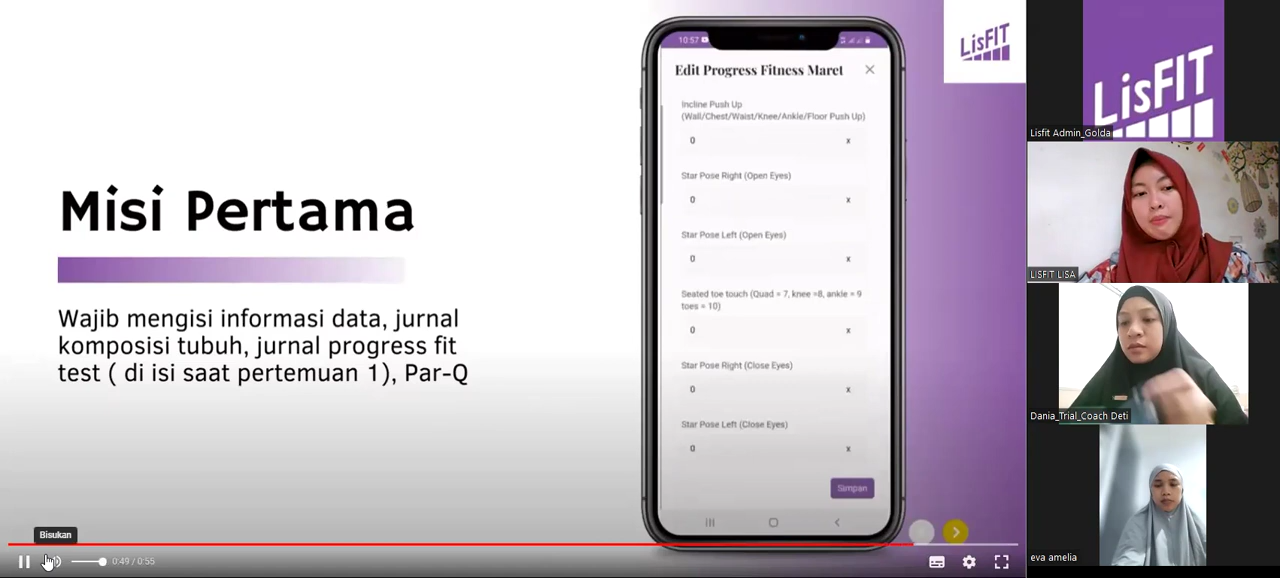 Misi Pertama
Wajib mengisi informasi data, jurnal
komposisi tubuh, jurnal progress fit
test ( di isi saat pertemuan 1), Par-Q
10:57
Edit Progress Fitness Maret
Incline Push Up
(Wall/Chest/Waist/Knee/Ankle/Floor Push Up)
0 x
Star Pose Right (Open Eyes)
0 x
Star Pose Left (Open Eyes)
0 x
Seated toe touch (Quad = 7, knee =8, ankle = 9
toes = 10)
0 x
Star Pose Right (Close Eyes)
0 x
Star Pose Left (Close Eyes)
0 x
Simpan
LisFIT
Bisukan
0:49 / 0:55
LisFIT
Lisfit Admin_Golda
LISFIT LISA
Dania_Trial_Coach Deti
eva amelia